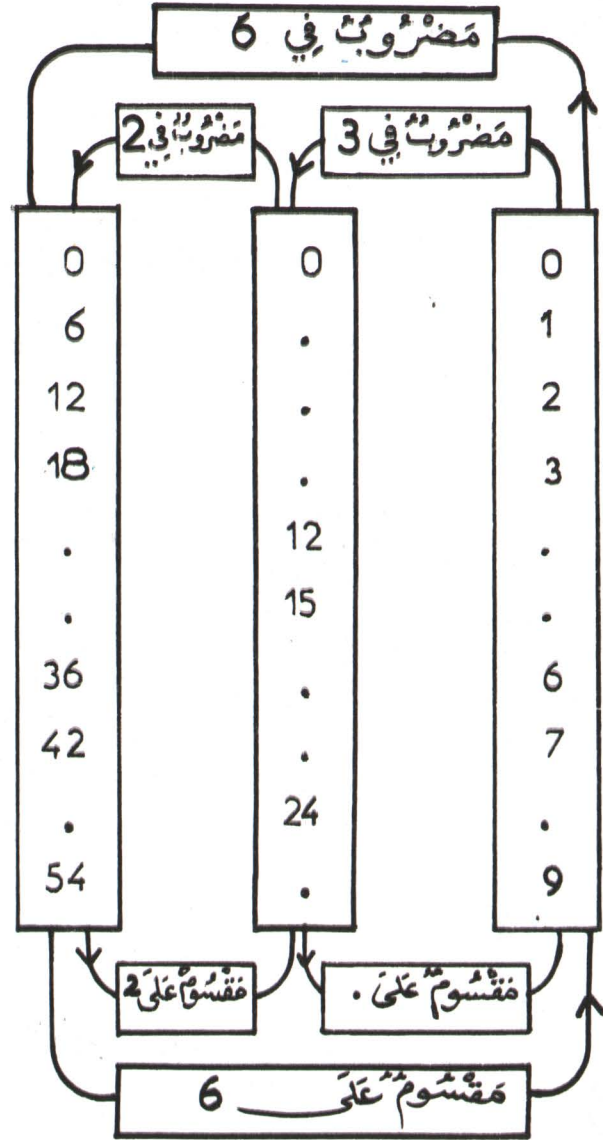 مَضْرُوبٌ فِي 6
مَضْرُوبٌ فِي 3
مَضْرُوبٌ فِي 2
0 0 0
1 . 6
2 . 12
3 . 18
. 12 .
. 15 .
6 . 36
7 . 42
. 24 .
9 . 54
مَقْسُومٌ عَلَى .
مَقْسُومٌ عَلَى 2
مَقْسُومٌ عَلَى 6